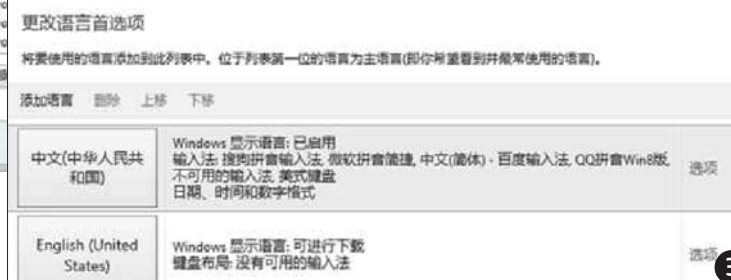 更改语言首选项
将要使用的语言添加到此列表中。位于列表第一位的语言为主语言(即你希望看到并最常使用的语言)。
添加语言 删除 上移 下移
中文(中华人民共
和国)
Windows 显示语言: 已启用
输入法: 搜狗拼音输入法, 微软拼音简捷, 中文(简体) - 百度输入法, QQ拼音Win8版,
不可用的输入法, 美式键盘
日期、时间和数字格式
选项
English (United
States)
Windows 显示语言: 可进行下载
键盘布局: 没有可用的输入法
选项